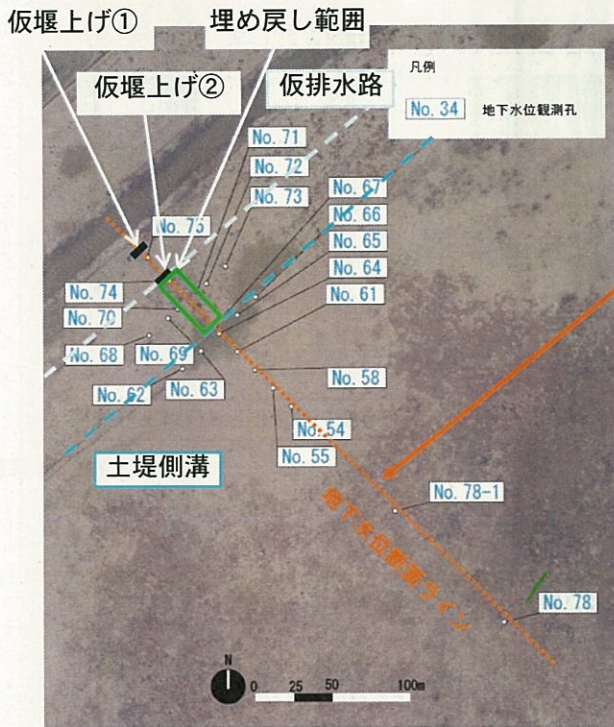 仮堰上げ① 埋め戻し範囲
仮堰上げ② 仮排水路
凡例
No. 34 地下水位観測孔
No. 71
No. 72
No. 73
No. 67
No. 66
No. 65
No. 64
No. 61
No. 75
No. 74
No. 70
No. 68
No. 69
No. 62
No. 63
No. 58
No. 54
No. 55
土堤側溝
No. 78-1
地下水位断面ライン
No. 78
N
0 25 50 100m